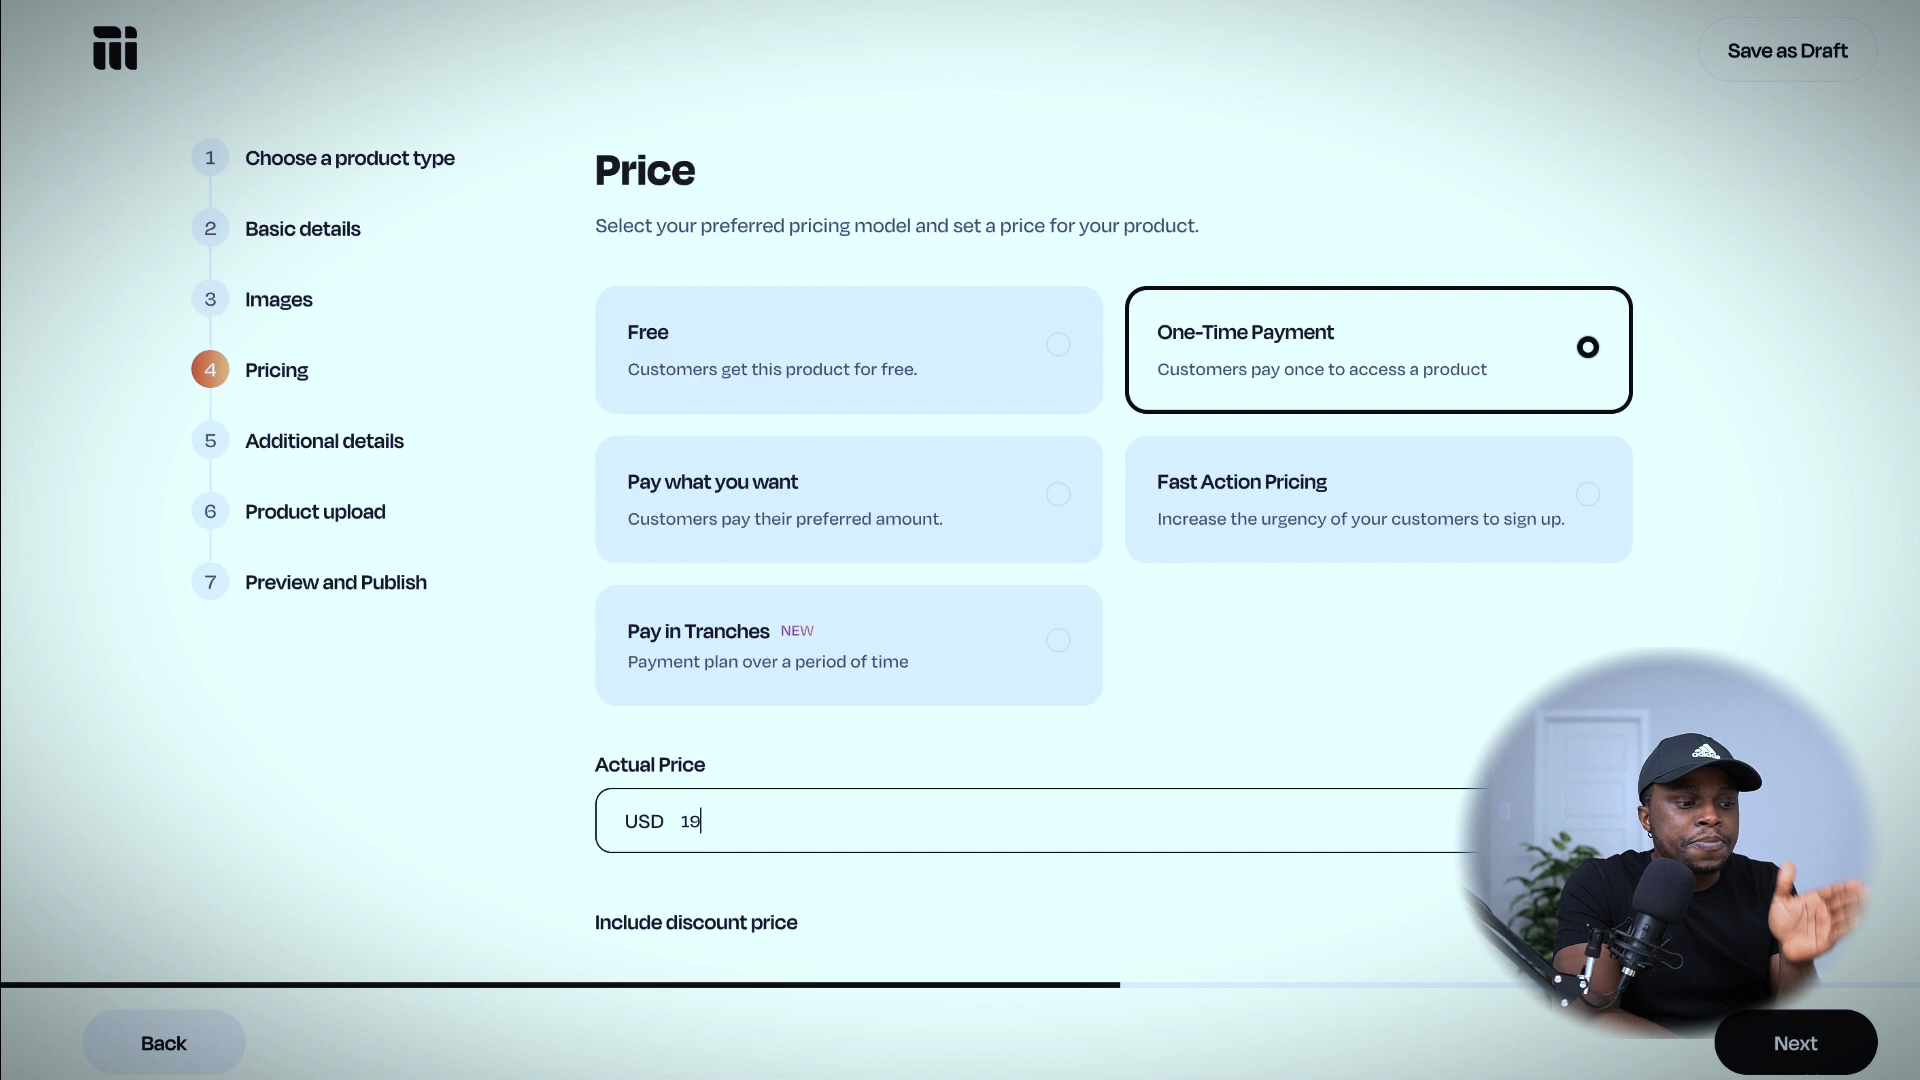 Save as Draft
1 Choose a product type
2 Basic details
3 Images
4 Pricing
5 Additional details
6 Product upload
7 Preview and Publish
Price
Select your preferred pricing model and set a price for your product.
Free
Customers get this product for free.
One-Time Payment
Customers pay once to access a product
Pay what you want
Customers pay their preferred amount.
Fast Action Pricing
Increase the urgency of your customers to sign up.
Pay in Tranches NEW
Payment plan over a period of time
Actual Price
USD 19
Include discount price
adidas
Back
Next